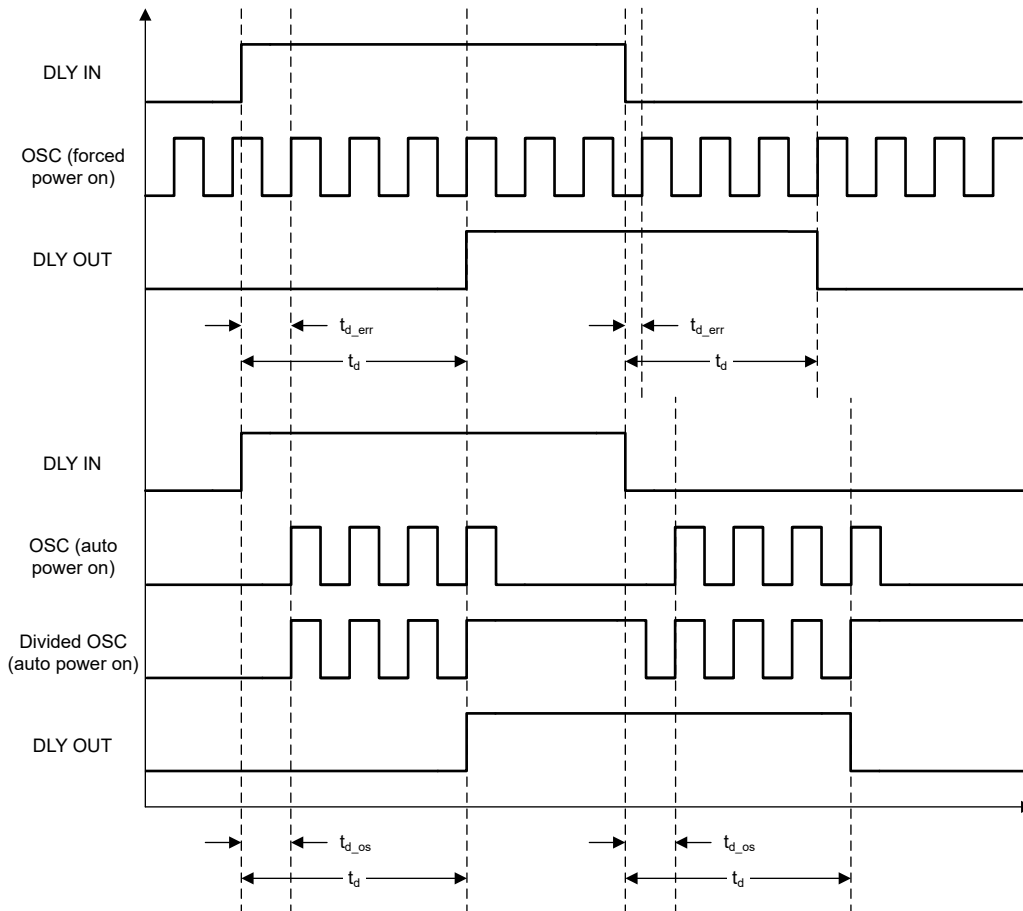 DLY IN
OSC (forced
power on)
DLY OUT
t_d_err
t_d_err
t_d
t_d
DLY IN
OSC (auto
power on)
Divided OSC
(auto power on)
DLY OUT
t_d_os
t_d_os
t_d
t_d